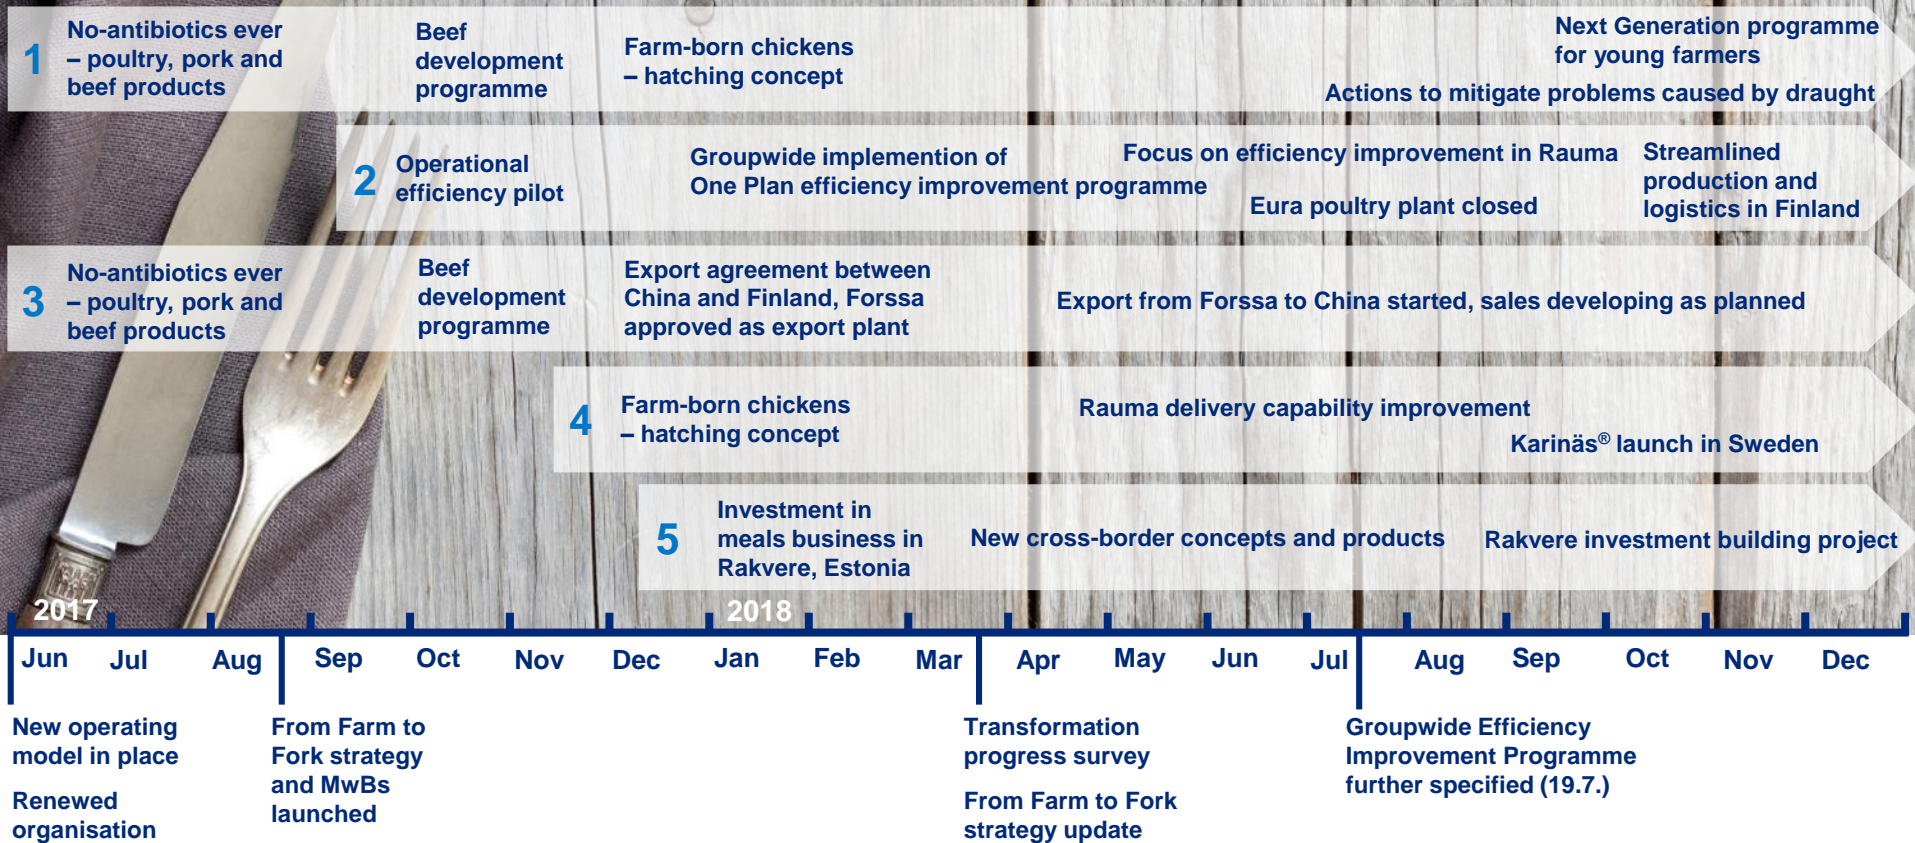 1
No-antibiotics ever
– poultry, pork and
beef products
Beef
development
programme
Farm-born chickens
– hatching concept
Next Generation programme
for young farmers
Actions to mitigate problems caused by draught
2
Operational
efficiency pilot
Groupwide implemention of
One Plan efficiency improvement programme
Focus on efficiency improvement in Rauma
Eura poultry plant closed
Streamlined
production and
logistics in Finland
3
No-antibiotics ever
– poultry, pork and
beef products
Beef
development
programme
Export agreement between
China and Finland, Forssa
approved as export plant
Export from Forssa to China started, sales developing as planned
4
Farm-born chickens
– hatching concept
Rauma delivery capability improvement
Karinäs® launch in Sweden
5
Investment in
meals business in
Rakvere, Estonia
New cross-border concepts and products
Rakvere investment building project
2017 2018
Jun Jul Aug Sep Oct Nov Dec Jan Feb Mar Apr May Jun Jul Aug Sep Oct Nov Dec
New operating
model in place
Renewed
organisation
From Farm to
Fork strategy
and MwBs
launched
Transformation
progress survey
From Farm to Fork
strategy update
Groupwide Efficiency
Improvement Programme
further specified (19.7.)